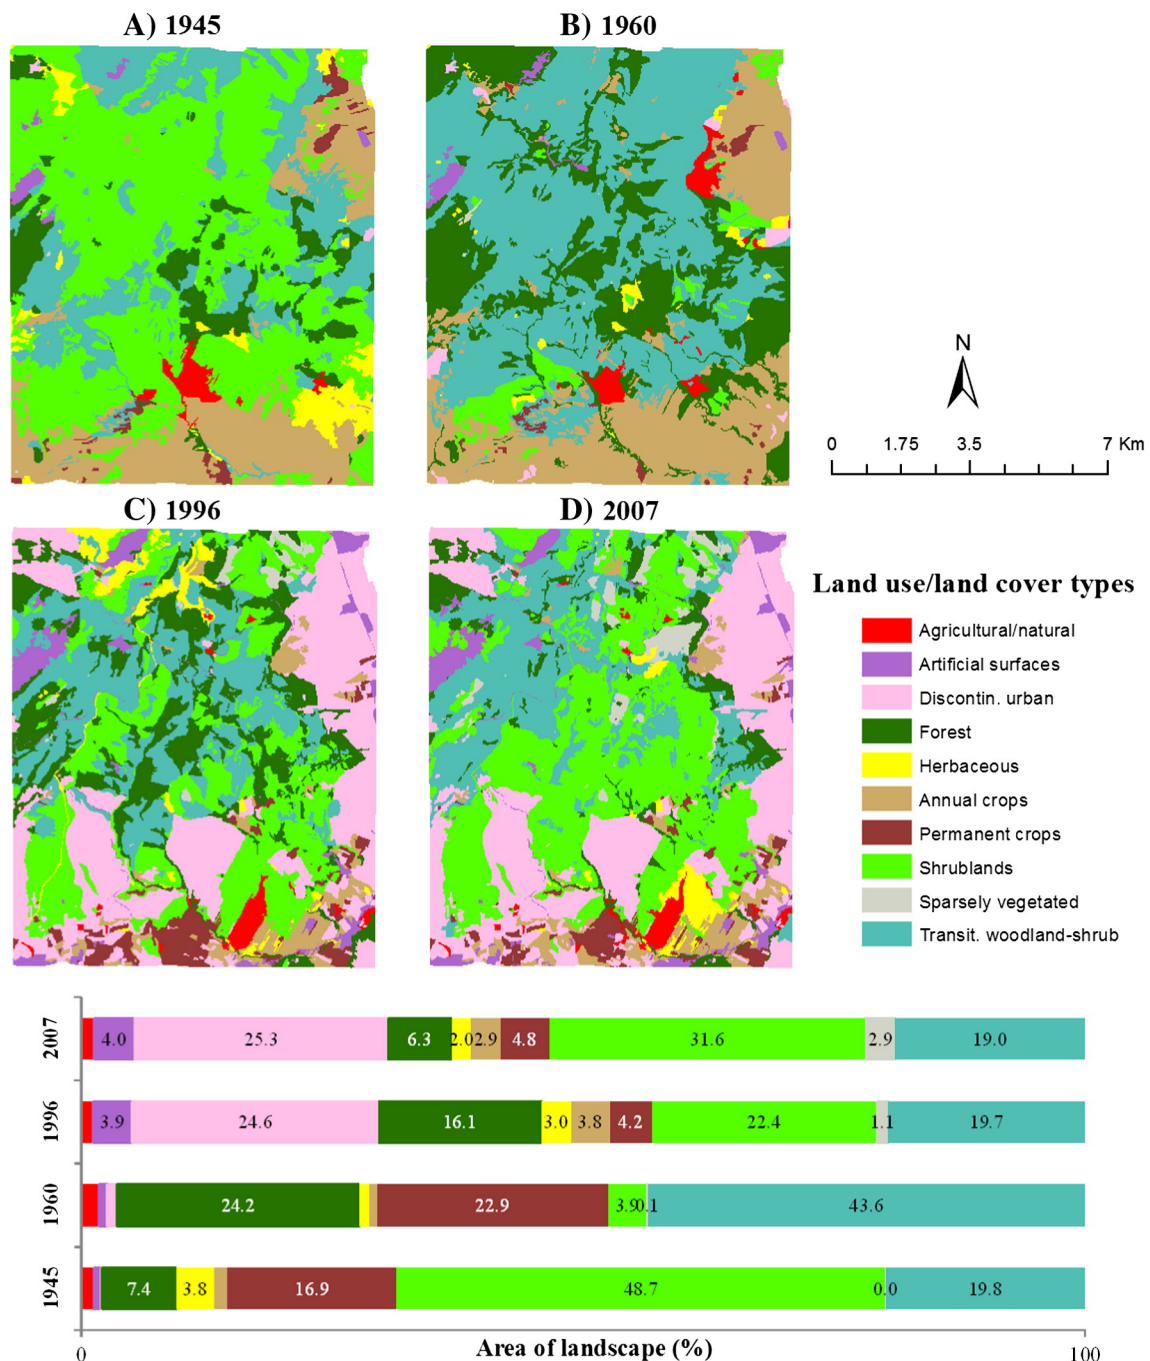 A) 1945
B) 1960
N
0 1.75 3.5 7 Km
C) 1996
D) 2007
Land use/land cover types
Agricultural/natural
Artificial surfaces
Discontin. urban
Forest
Herbaceous
Annual crops
Permanent crops
Shrublands
Sparsely vegetated
Transit. woodland-shrub
2007
4.0 25.3 6.3 2.0 2.9 4.8 31.6 2.9 19.0
1996
3.9 24.6 16.1 3.0 3.8 4.2 22.4 1.1 19.7
1960
24.2 22.9 3.9 0.1 43.6
1945
7.4 3.8 16.9 48.7 0.0 19.8
0 Area of landscape (%) 100